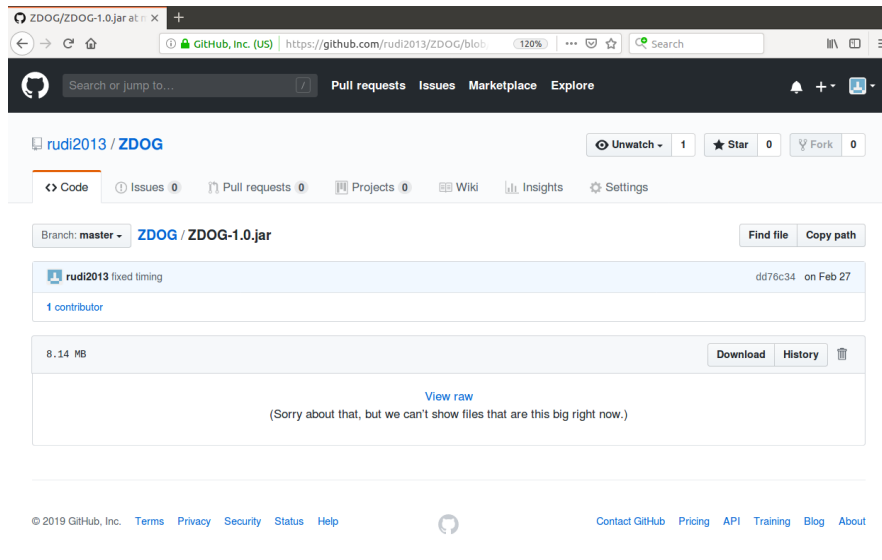 ZDOG/ZDOG-1.0.jar at m
GitHub, Inc. (US) https://github.com/rudi2013/ZDOG/blob 120% Search
Search or jump to... / Pull requests Issues Marketplace Explore
rudi2013 / ZDOG Unwatch 1 Star 0 Fork 0
Code Issues 0 Pull requests 0 Projects 0 Wiki Insights Settings
Branch: master ZDOG / ZDOG-1.0.jar Find file Copy path
rudi2013 fixed timing dd76c34 on Feb 27
1 contributor
8.14 MB Download History
View raw
(Sorry about that, but we can't show files that are this big right now.)
© 2019 GitHub, Inc. Terms Privacy Security Status Help Contact GitHub Pricing API Training Blog About